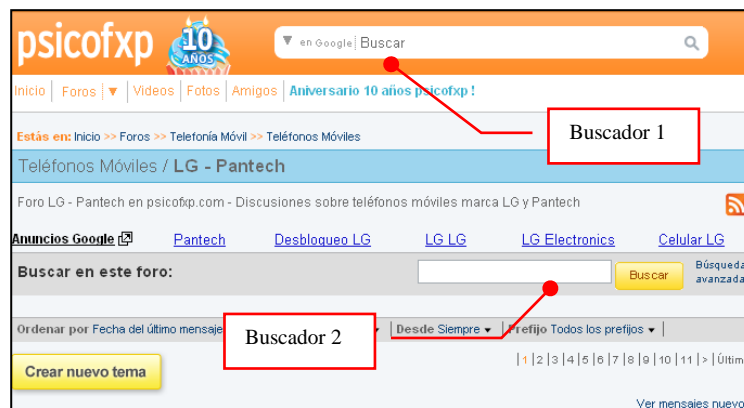 psicofxp 10 AÑOS ▼ en Google | Buscar
Inicio | Foros | ▼ | Videos | Fotos | Amigos | Aniversario 10 años psicofxp !
Buscador 1
Estás en: Inicio >> Foros >> Telefonía Móvil >> Teléfonos Móviles
Teléfonos Móviles / LG - Pantech
Foro LG - Pantech en psicofxp.com - Discusiones sobre teléfonos móviles marca LG y Pantech
Anuncios Google Pantech Desbloqueo LG LG LG LG Electronics Celular LG
Buscar en este foro: Buscar Búsqueda avanzada
Ordenar por Fecha del último mensaje ▼ | Desde Siempre ▼ | Prefijo Todos los prefijos ▼ |
Buscador 2
Crear nuevo tema | 1 | 2 | 3 | 4 | 5 | 6 | 7 | 8 | 9 | 10 | 11 | > | Últim
Ver mensajes nuevo